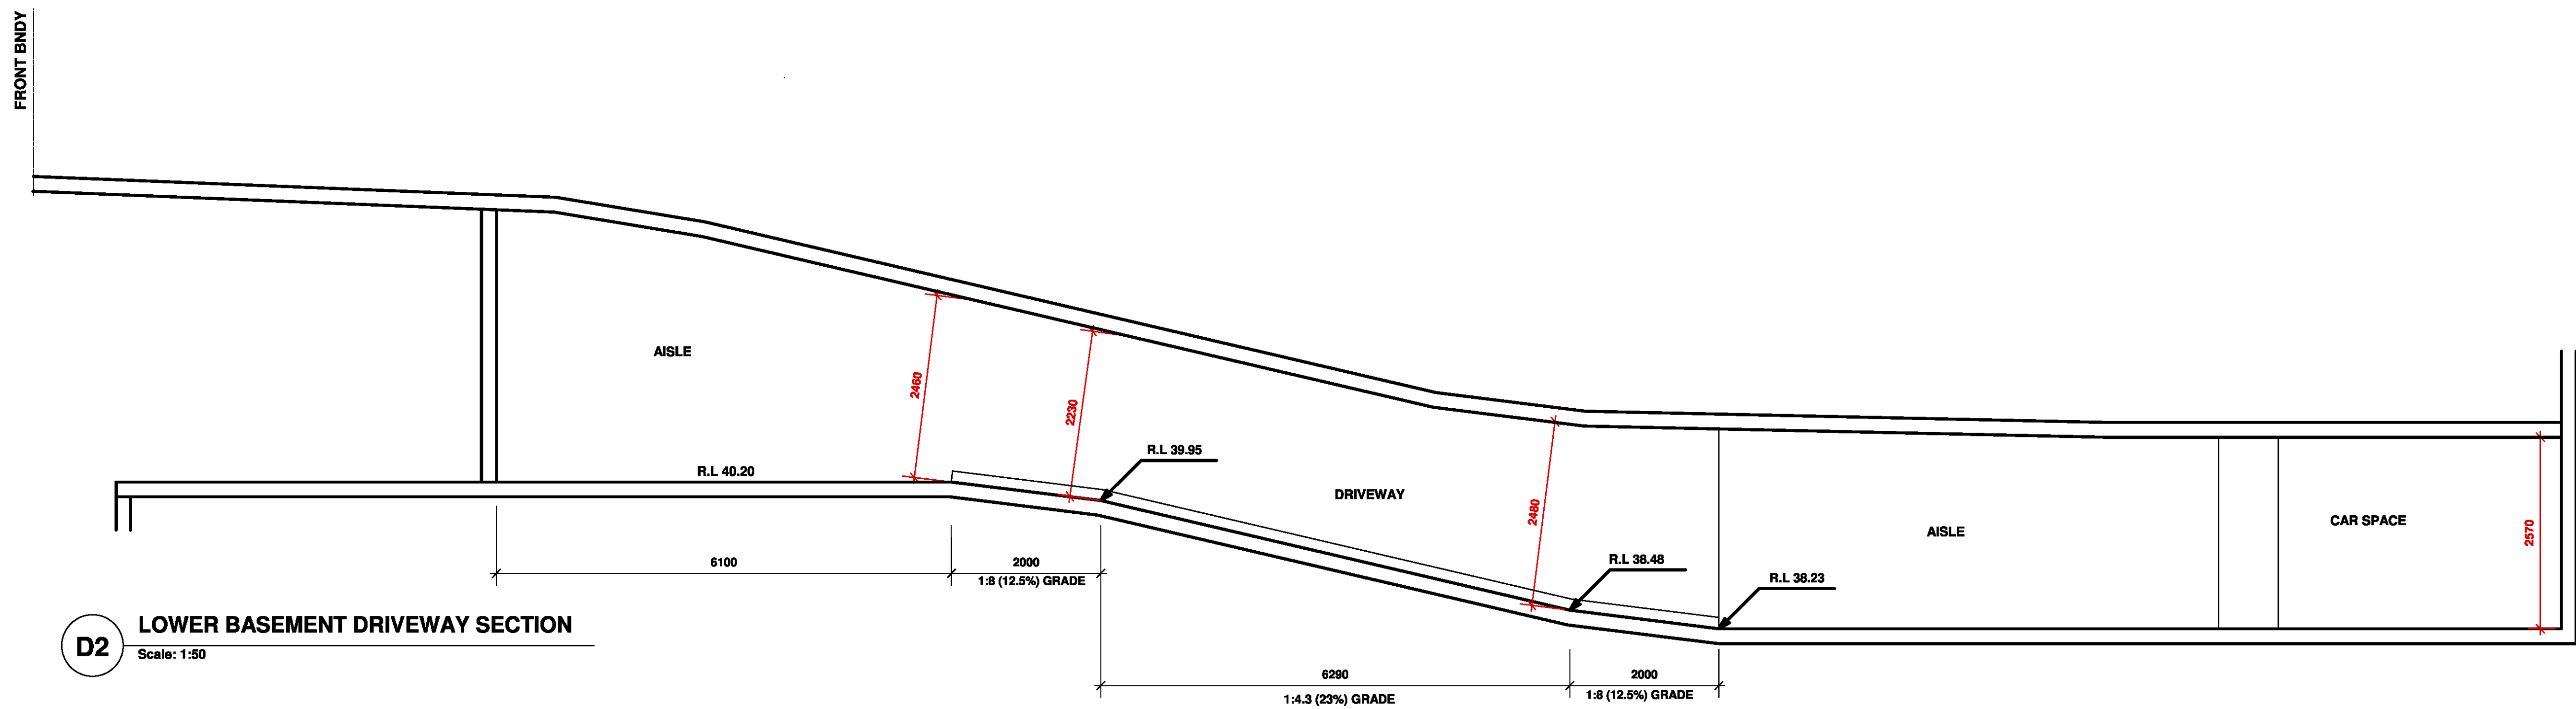 FRONT BNDY
AISLE
2460
2230
R.L 39.95
R.L 40.20
DRIVEWAY
2480
AISLE
CAR SPACE
2570
R.L 38.48
R.L 38.23
6100
2000
1:8 (12.5%) GRADE
D2
LOWER BASEMENT DRIVEWAY SECTION
Scale: 1:50
6290
1:4.3 (23%) GRADE
2000
1:8 (12.5%) GRADE